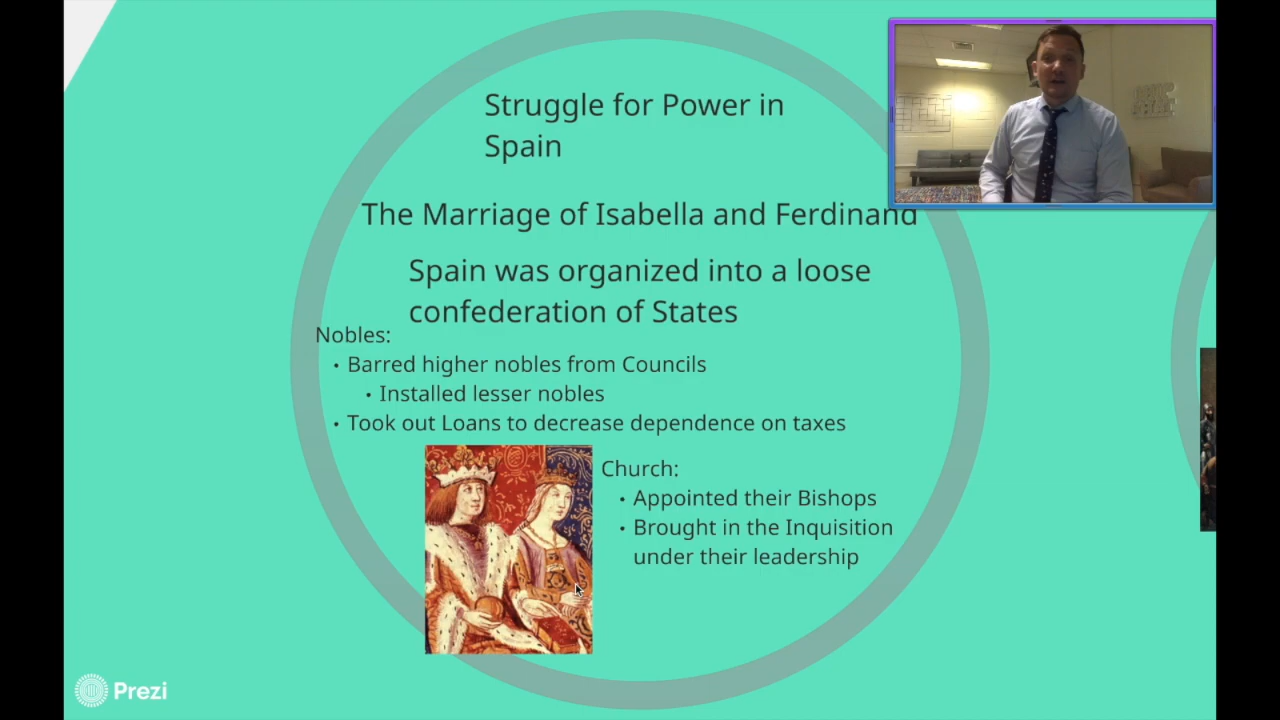 Struggle for Power in
Spain
The Marriage of Isabella and Ferdinand
Spain was organized into a loose
confederation of States
Nobles:
• Barred higher nobles from Councils
• Installed lesser nobles
• Took out Loans to decrease dependence on taxes
Church:
• Appointed their Bishops
• Brought in the Inquisition
under their leadership
Prezi